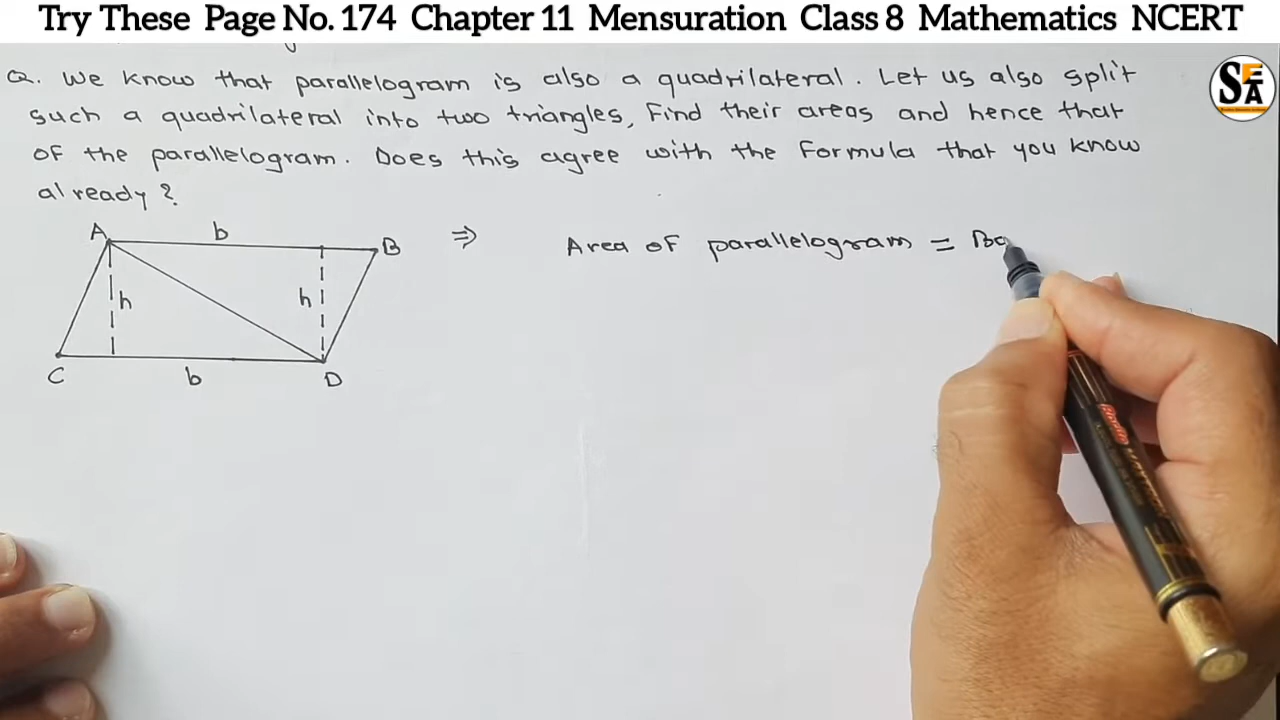 Try These Page No. 174 Chapter 11 Mensuration Class 8 Mathematics NCERT
Q. We know that parallelogram is also a quadrilateral. Let us also split
such a quadrilateral into two triangles, Find their areas and hence that
of the parallelogram. Does this agree with the Formula that you know
already?
A b B ⇒ Area of parallelogram = Ba
h h
C b D
SEFA